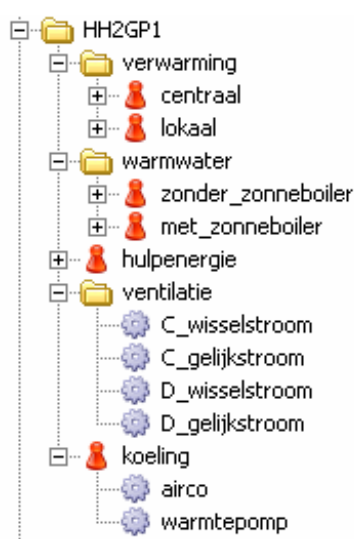 HH2GP1
verwarming
centraal
lokaal
warmwater
zonder_zonneboiler
met_zonneboiler
hulpenergie
ventilatie
C_wisselstroom
C_gelijkstroom
D_wisselstroom
D_gelijkstroom
koeling
airco
warmtepomp